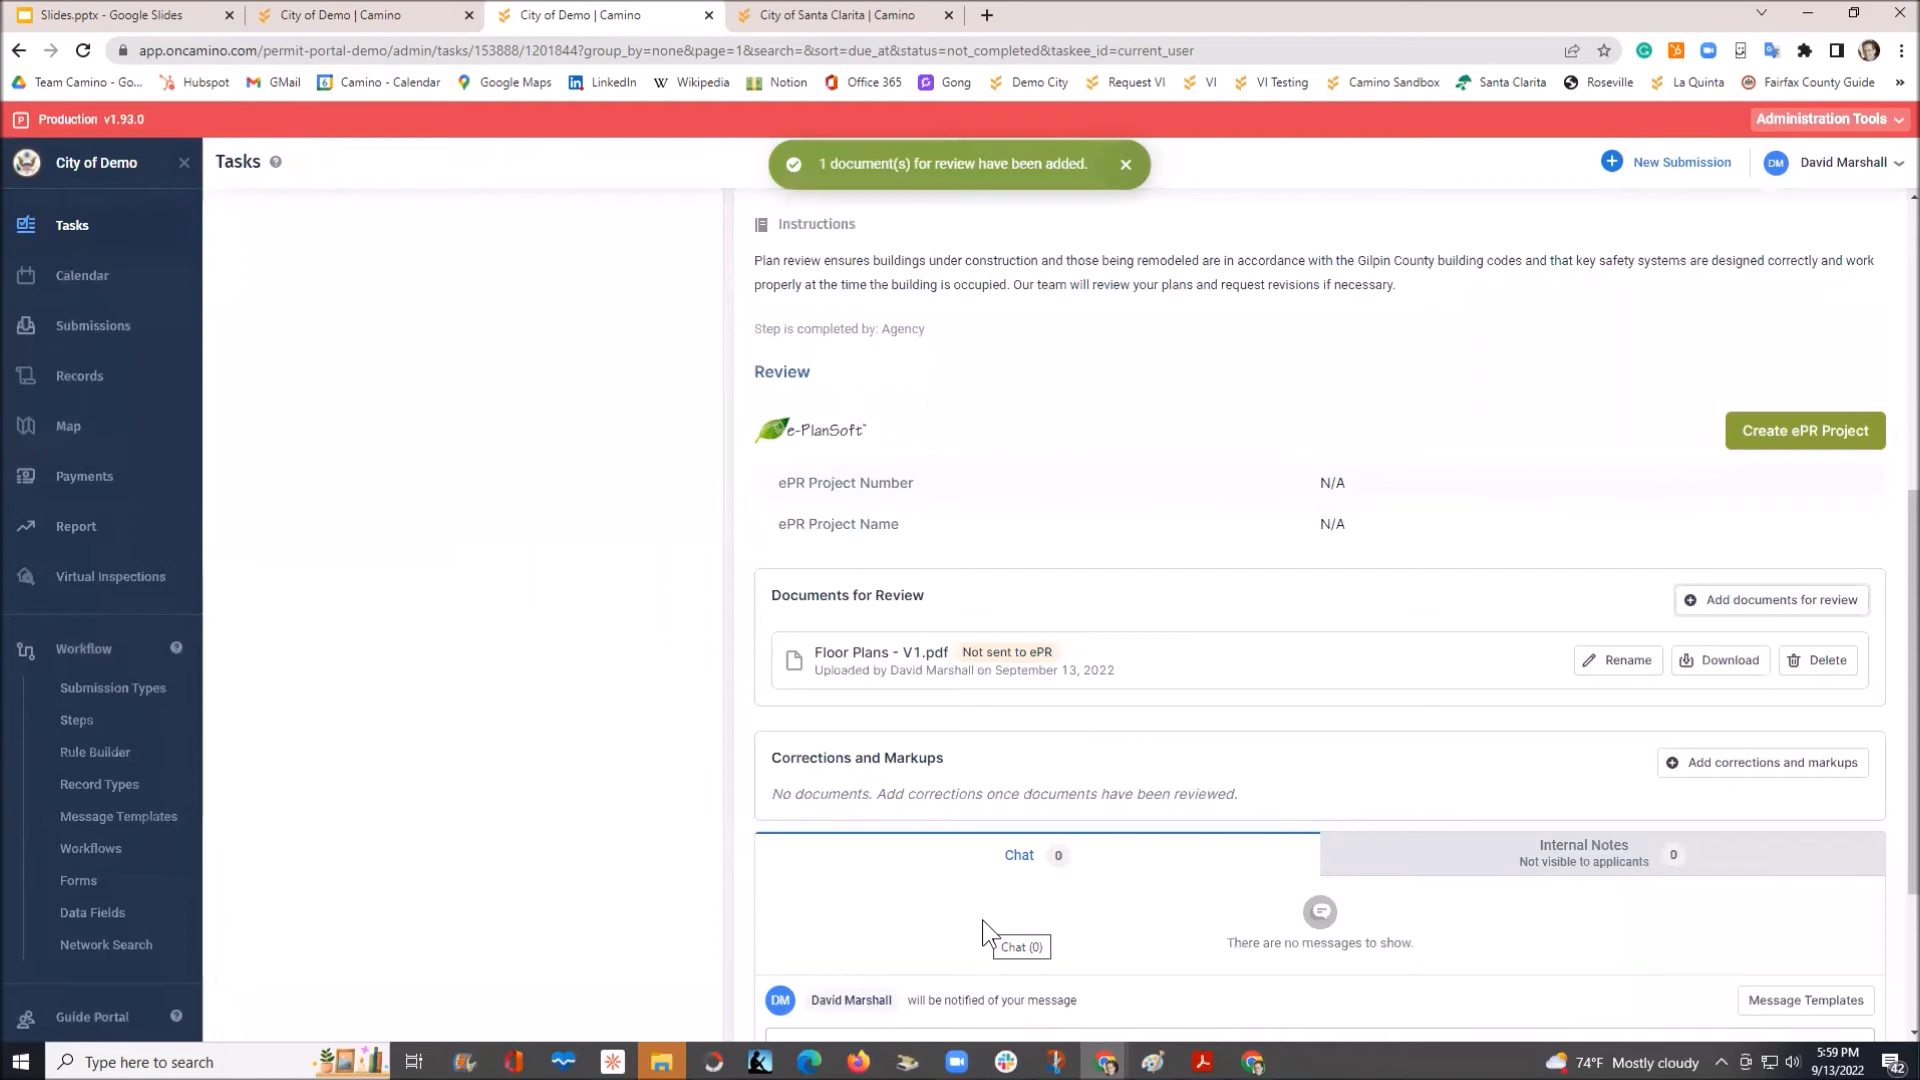 Slides.pptx - Google Slides
City of Demo | Camino
City of Demo | Camino
City of Santa Clarita | Camino
app.oncamino.com/permit-portal-demo/admin/tasks/153888/1201844?group_by=none&page=1&search=&sort=due_at&status=not_completed&taskee_id=current_user
Team Camino - Go...
Hubspot
GMail
Camino - Calendar
Google Maps
LinkedIn
Wikipedia
Notion
Office 365
Gong
Demo City
Request VI
VI
VI Testing
Camino Sandbox
Santa Clarita
Roseville
La Quinta
Fairfax County Guide
»
P Production v1.93.0
Administration Tools
City of Demo
Tasks
1 document(s) for review have been added.
New Submission
DM David Marshall
Tasks
Calendar
Submissions
Records
Map
Payments
Report
Virtual Inspections
Workflow
Submission Types
Steps
Rule Builder
Record Types
Message Templates
Workflows
Forms
Data Fields
Network Search
Guide Portal
Instructions
Plan review ensures buildings under construction and those being remodeled are in accordance with the Gilpin County building codes and that key safety systems are designed correctly and work
properly at the time the building is occupied. Our team will review your plans and request revisions if necessary.
Step is completed by: Agency
Review
e-PlanSoft™
Create ePR Project
ePR Project Number N/A
ePR Project Name N/A
Documents for Review
Add documents for review
Floor Plans - V1.pdf Not sent to ePR
Uploaded by David Marshall on September 13, 2022
Rename
Download
Delete
Corrections and Markups
Add corrections and markups
No documents. Add corrections once documents have been reviewed.
Chat 0
Internal Notes
Not visible to applicants
0
Chat (0)
There are no messages to show.
DM David Marshall will be notified of your message
Message Templates
Type here to search
74°F Mostly cloudy
5:59 PM
9/13/2022
42